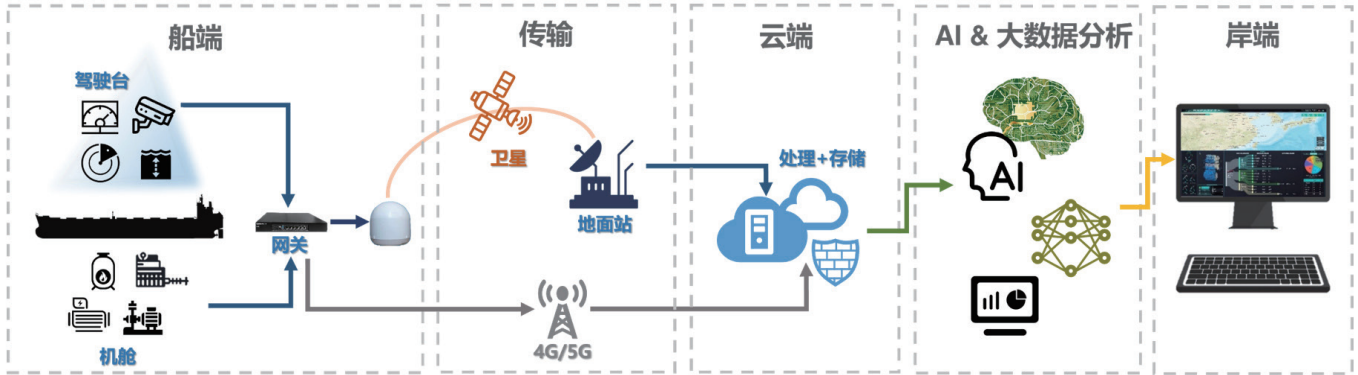 船端
传输
云端
AI & 大数据分析
岸端
驾驶台
卫星
处理+存储
地面站
网关
AI
4G/5G
机舱